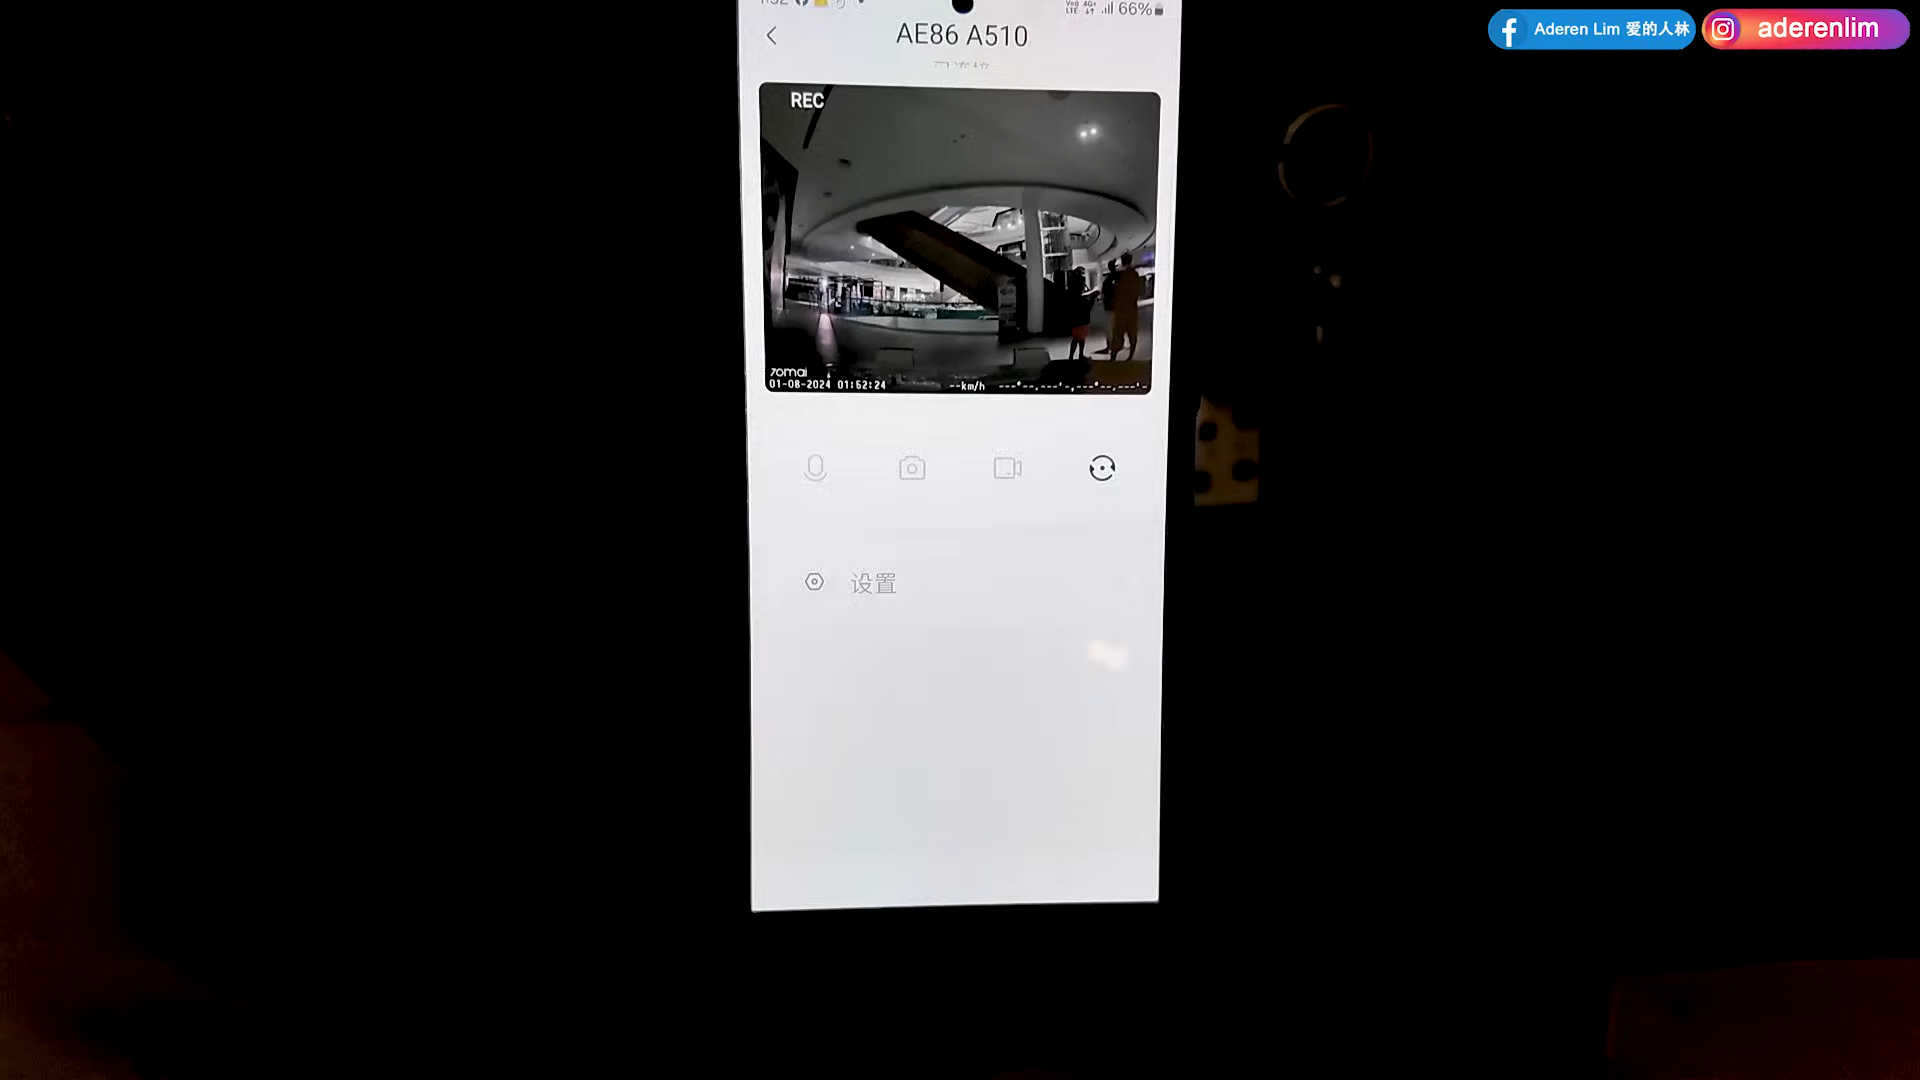 66%
AE86 A510
REC
70mai
01-08-2024 01:52:24
--km/h
设置
Aderen Lim 爱的人林
aderenlim